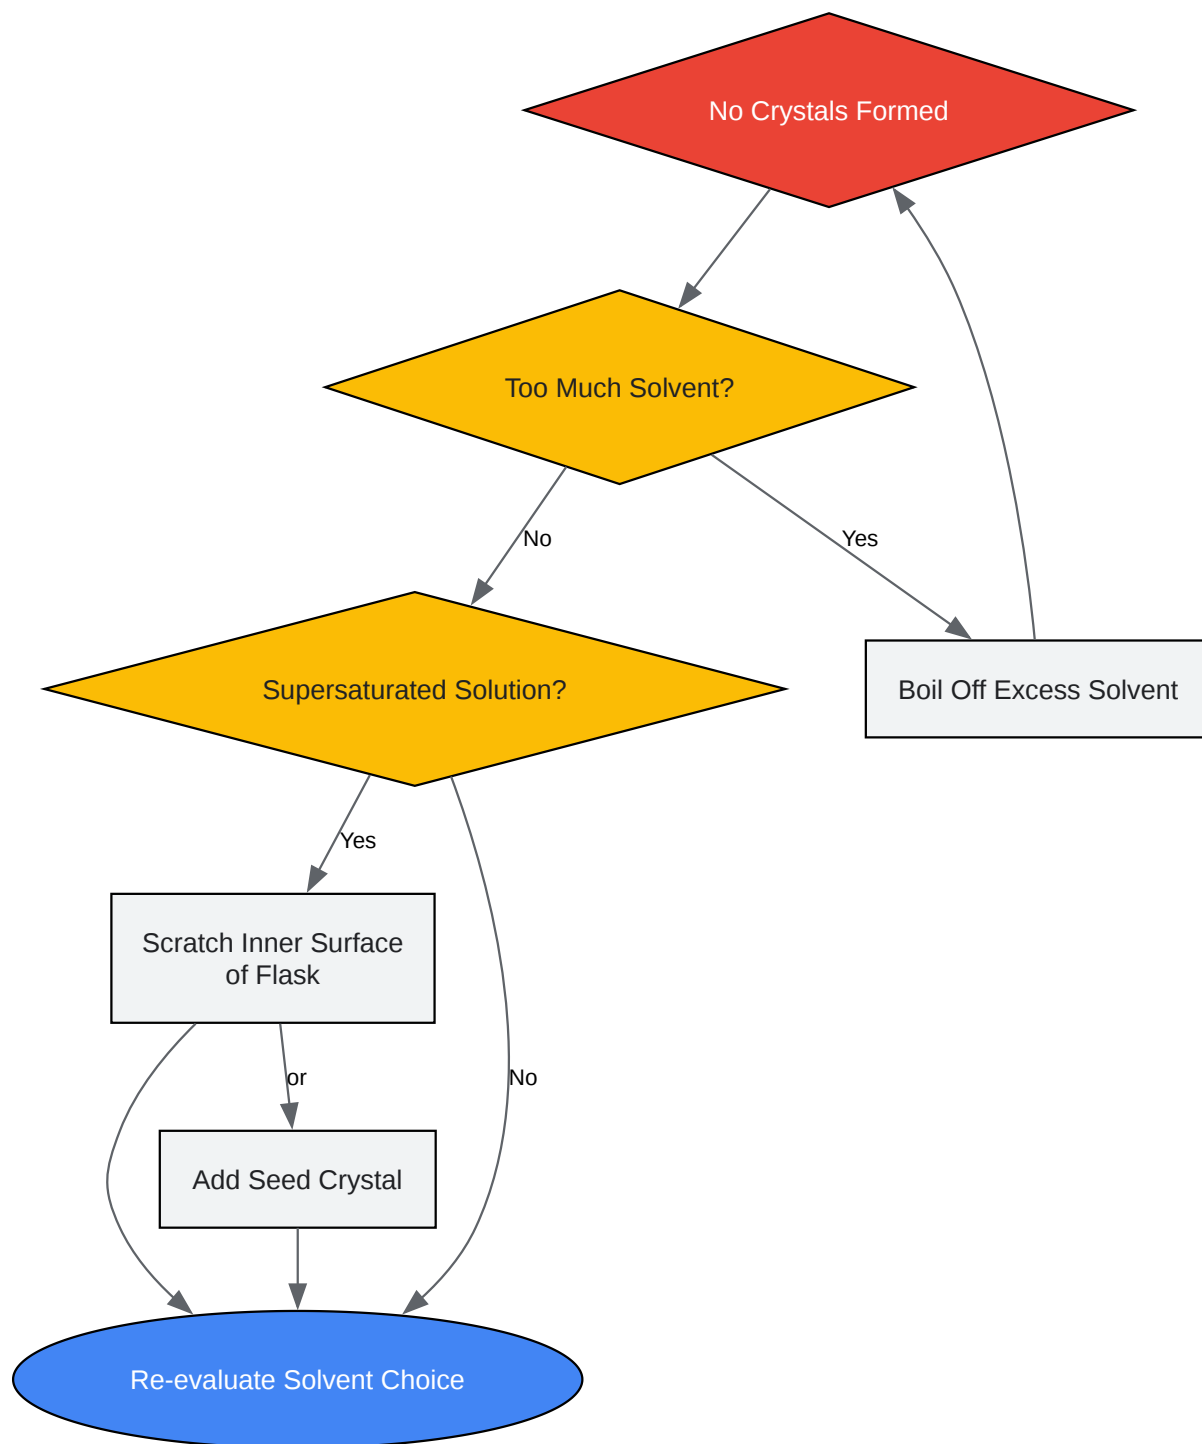 No Crystals Formed
Too Much Solvent?
No
Yes
Supersaturated Solution?
Boil Off Excess Solvent
Yes
Scratch Inner Surface
of Flask
or
No
Add Seed Crystal
Re-evaluate Solvent Choice